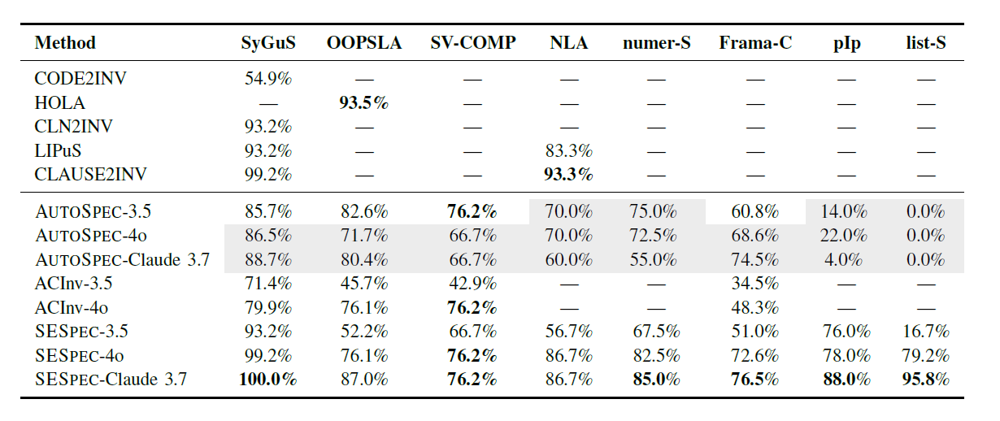 Method SyGuS OOPSLA SV-COMP NLA numer-S Frama-C pIp list-S
CODE2INV 54.9% — — — — — — —
HOLA — 93.5% — — — — — —
CLN2INV 93.2% — — — — — — —
LIPuS 93.2% — — 83.3% — — — —
CLAUSE2INV 99.2% — — 93.3% — — — —
AUTOSPEC-3.5 85.7% 82.6% 76.2% 70.0% 75.0% 60.8% 14.0% 0.0%
AUTOSPEC-4o 86.5% 71.7% 66.7% 70.0% 72.5% 68.6% 22.0% 0.0%
AUTOSPEC-Claude 3.7 88.7% 80.4% 66.7% 60.0% 55.0% 74.5% 4.0% 0.0%
ACInv-3.5 71.4% 45.7% 42.9% — — 34.5% — —
ACInv-4o 79.9% 76.1% 76.2% — — 48.3% — —
SESPEC-3.5 93.2% 52.2% 66.7% 56.7% 67.5% 51.0% 76.0% 16.7%
SESPEC-4o 99.2% 76.1% 76.2% 86.7% 82.5% 72.6% 78.0% 79.2%
SESPEC-Claude 3.7 100.0% 87.0% 76.2% 86.7% 85.0% 76.5% 88.0% 95.8%